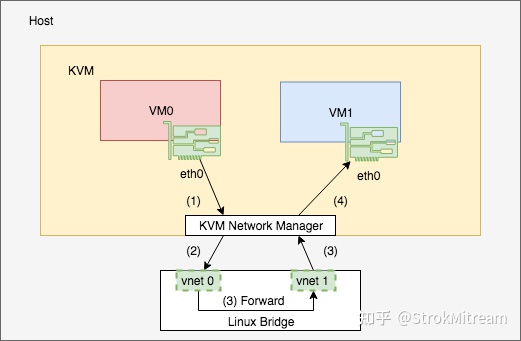 Host
KVM
VM0
VM1
eth0
eth0
(1)
(4)
KVM Network Manager
(2)
(3)
vnet 0
vnet 1
(3) Forward
Linux Bridge
知乎 @StrokMitream